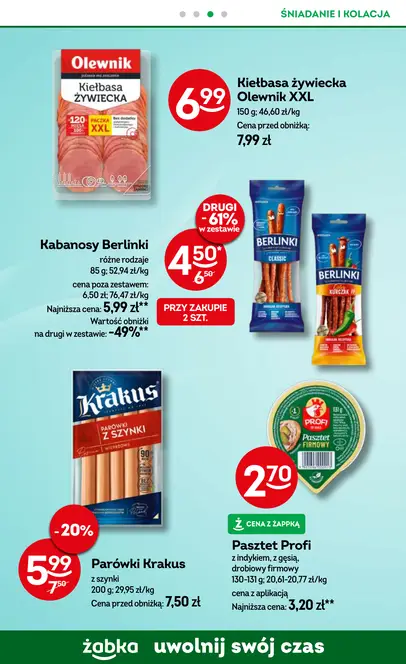 ŚNIADANIE I KOLACJA
Olewnik
Kiełbasa
ŻYWIECKA
120
PACZKA
XXL
6,99
Kiełbasa żywiecka
Olewnik XXL
150 g; 46,60 zł/kg
Cena przed obniżką:
7,99 zł
DRUGI
-61%
w zestawie
4,50*
6,50
PRZY ZAKUPIE
2 SZT.
Kabanosy Berlinki
różne rodzaje
85 g; 52,94 zł/kg
cena poza zestawem:
6,50 zł; 76,47 zł/kg
Najniższa cena: 5,99 zł**
Wartość obniżki
na drugi w zestawie: -49%**
BERLINKI
CLASSIC
BERLINKI
KURCZAK
Krakus
PARÓWKI
Z SZYNKI
90
-20%
5,99
7,50
Parówki Krakus
z szynki
200 g; 29,95 zł/kg
Cena przed obniżką: 7,50 zł
PROFI
131 g
Pasztet
FIRMOWY
2,70
CENA Z ŻAPPKĄ
Pasztet Profi
z indykiem, z gęsią,
drobiowy firmowy
130-131 g; 20,61-20,77 zł/kg
cena z aplikacją
Najniższa cena: 3,20 zł**
żabka uwolnij swój czas